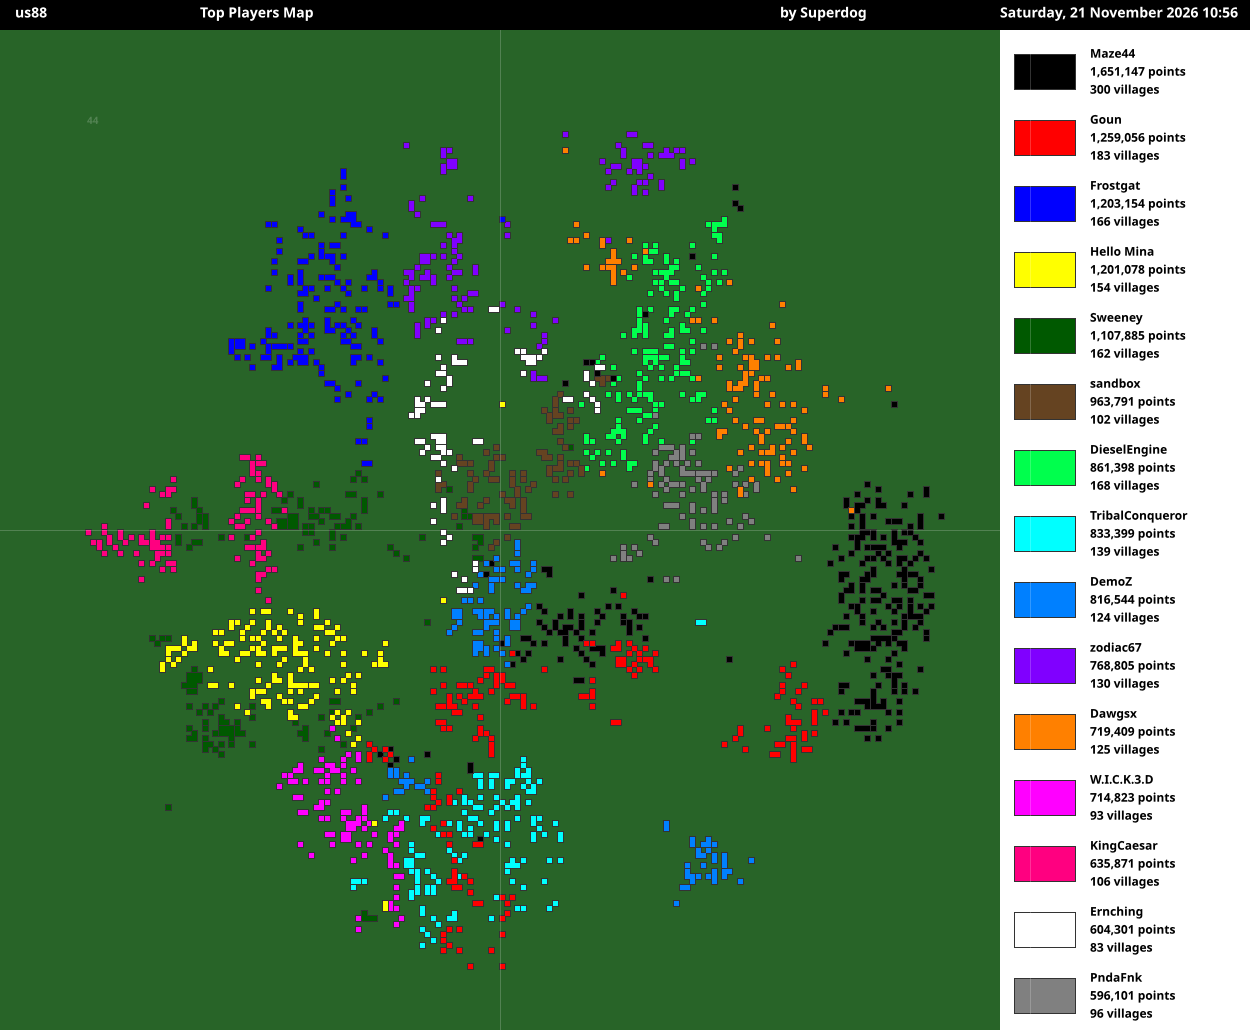 us88 Top Players Map by Superdog Saturday, 21 November 2026 10:56
44
Maze44
1,651,147 points
300 villages
Goun
1,259,056 points
183 villages
Frostgat
1,203,154 points
166 villages
Hello Mina
1,201,078 points
154 villages
Sweeney
1,107,885 points
162 villages
sandbox
963,791 points
102 villages
DieselEngine
861,398 points
168 villages
TribalConqueror
833,399 points
139 villages
DemoZ
816,544 points
124 villages
zodiac67
768,805 points
130 villages
Dawgsx
719,409 points
125 villages
W.I.C.K.3.D
714,823 points
93 villages
KingCaesar
635,871 points
106 villages
Ernching
604,301 points
83 villages
PndaFnk
596,101 points
96 villages